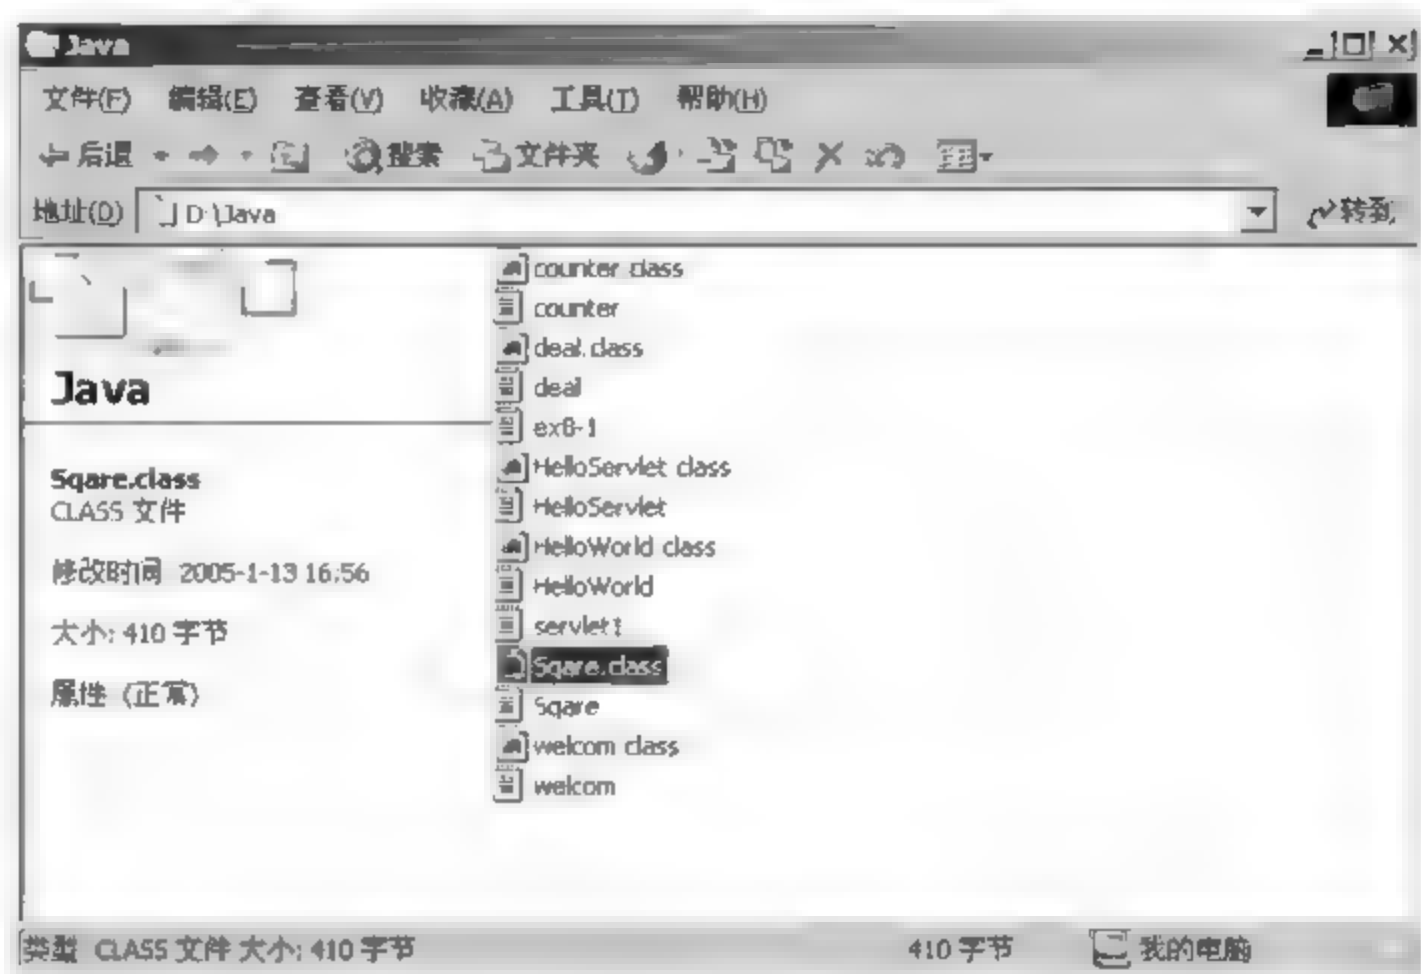 Java
文件(F) 编辑(E) 查看(V) 收藏(A) 工具(T) 帮助(H)
后退 搜索 文件夹
地址(D) D:\Java 转到
counter class
counter
deal.class
deal
Java
ex8-1
HelloServlet class
Sqare.class
CLASS 文件
HelloServlet
HelloWorld class
修改时间 2005-1-13 16:56
HelloWorld
大小: 410 字节
servlet1
Sqare.class
属性 (正常)
Sqare
welcom class
welcom
类型 CLASS 文件 大小: 410 字节 410 字节 我的电脑